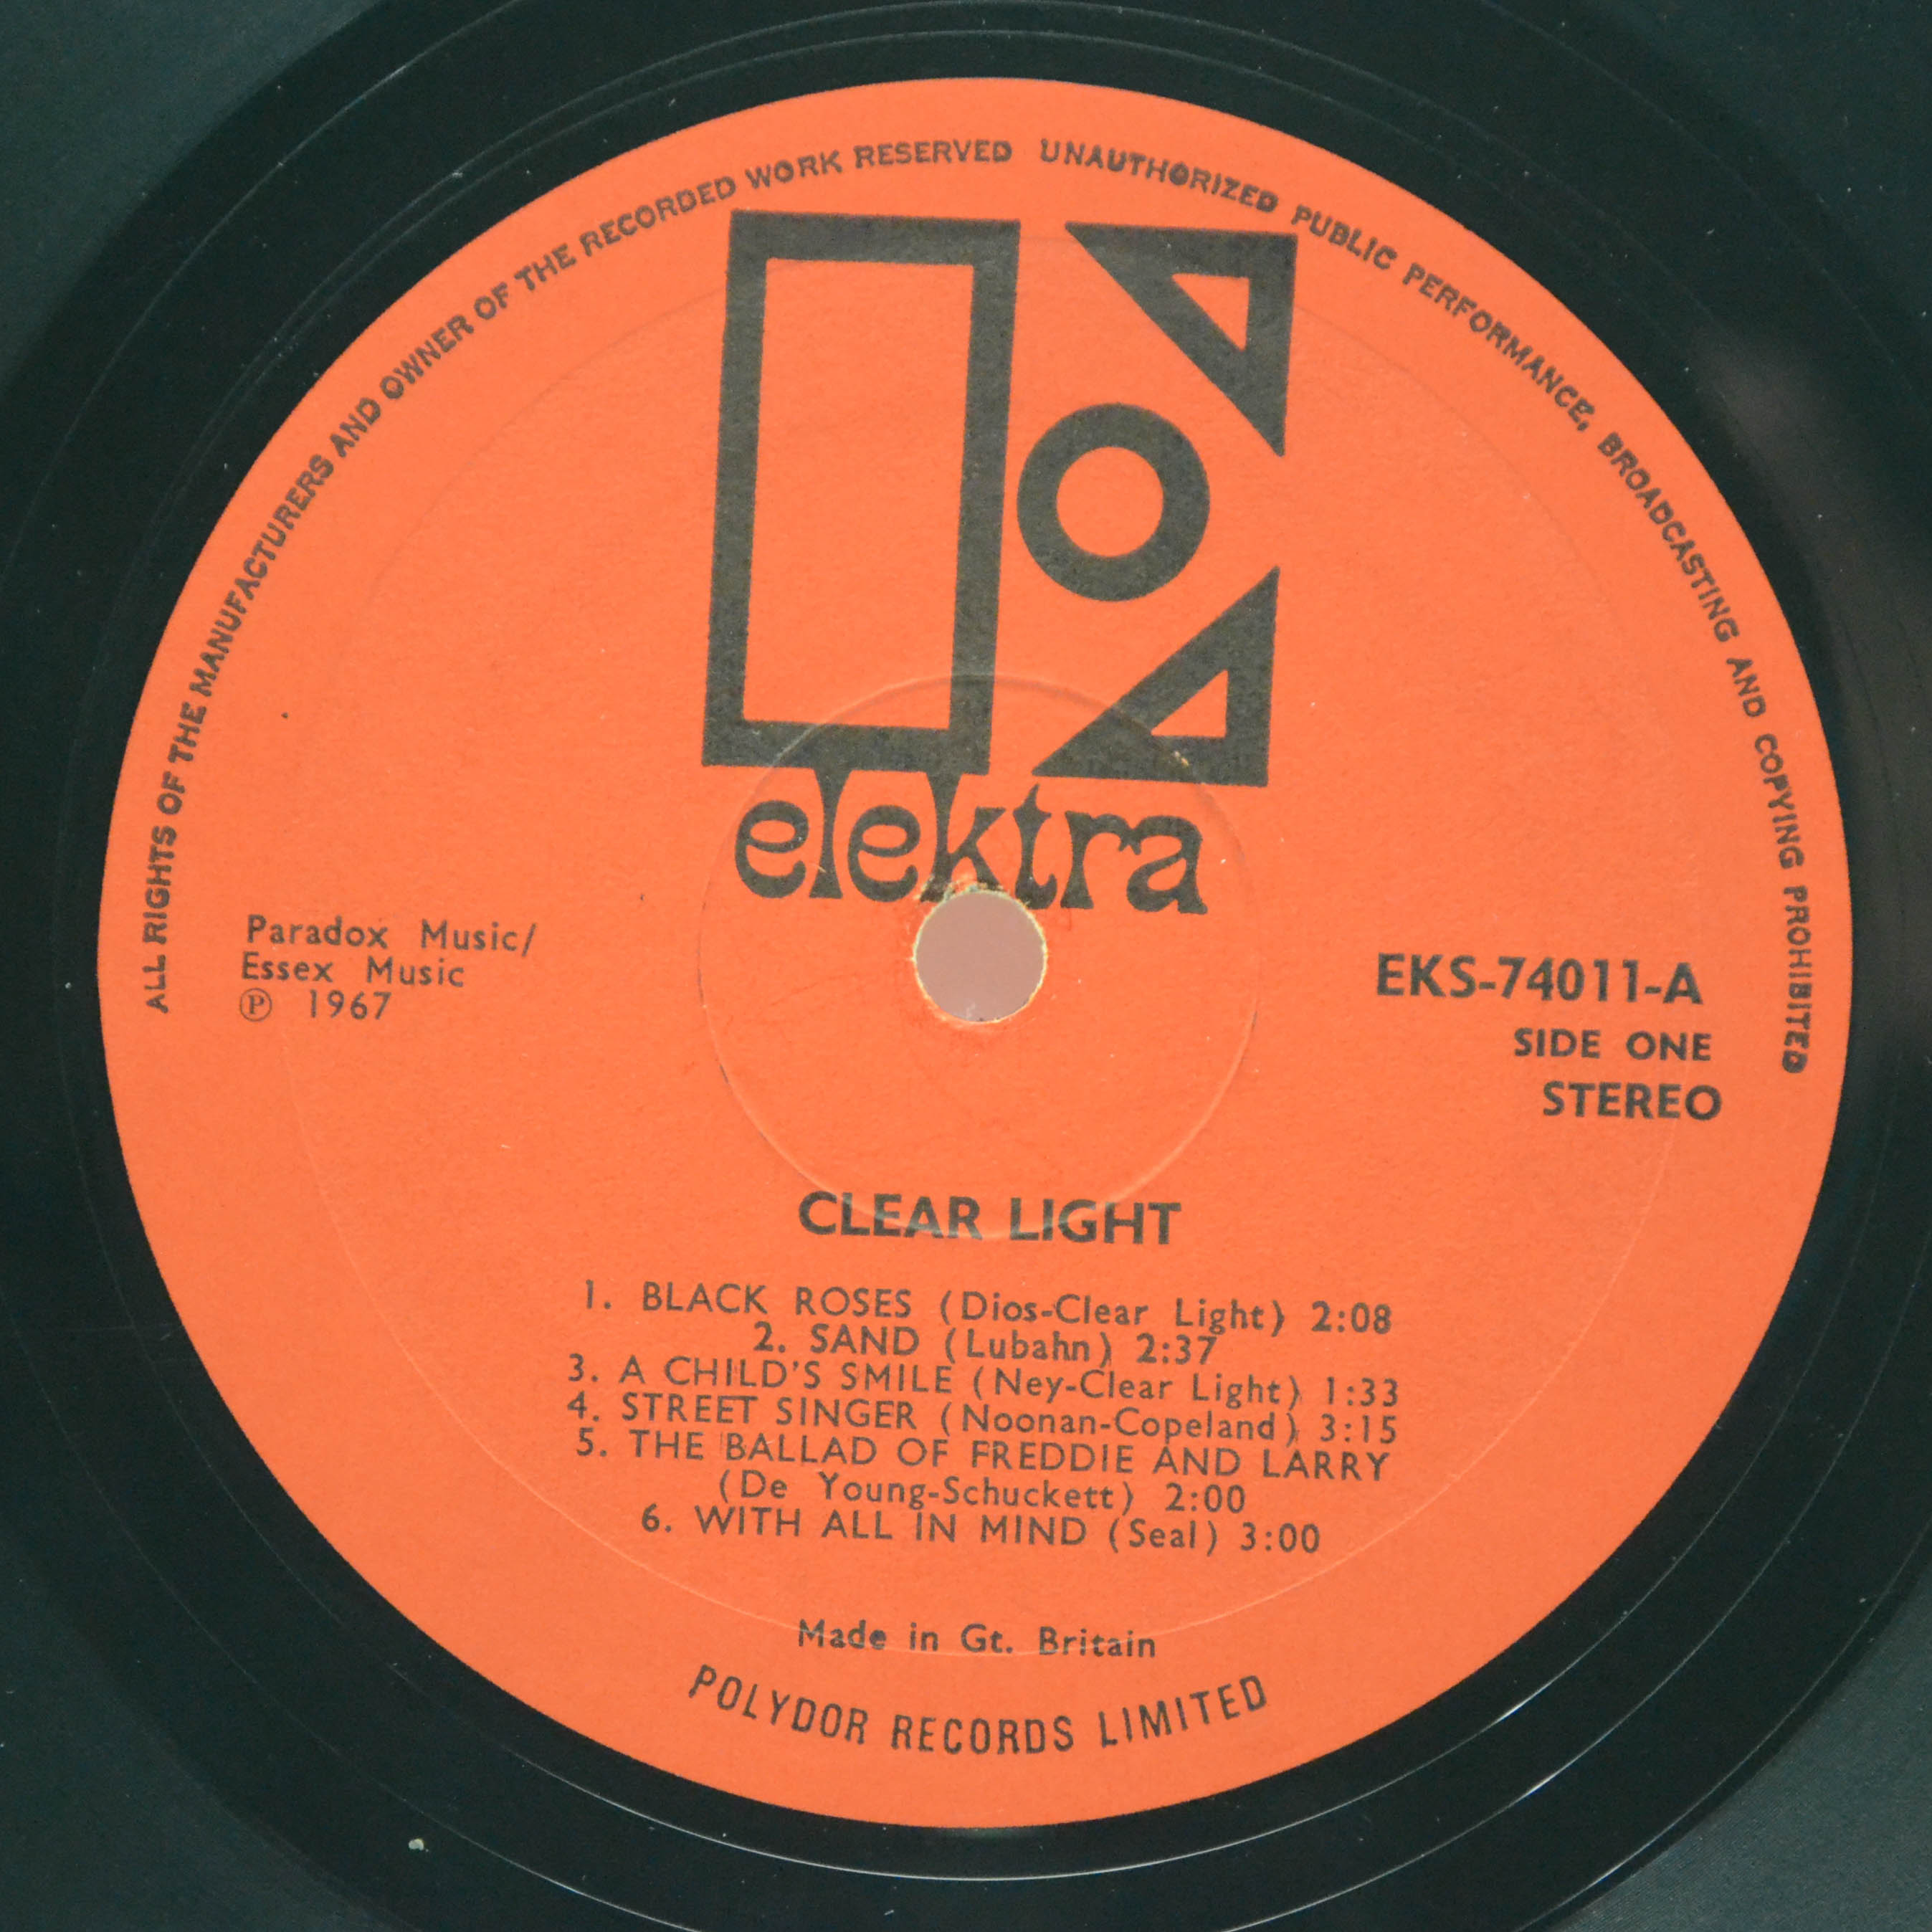 ALL RIGHTS OF THE MANUFACTURERS AND OWNER OF THE RECORDED WORK RESERVED UNAUTHORIZED PUBLIC PERFORMANCE, BROADCASTING AND COPYING PROHIBITED
elektra
Paradox Music/
Essex Music
Ⓟ 1967
EKS-74011-A
SIDE ONE
STEREO
CLEAR LIGHT
1. BLACK ROSES (Dios-Clear Light) 2:08
2. SAND (Lubahn) 2:37
3. A CHILD'S SMILE (Ney-Clear Light) 1:33
4. STREET SINGER (Noonan-Copeland) 3:15
5. THE BALLAD OF FREDDIE AND LARRY
(De Young-Schuckett) 2:00
6. WITH ALL IN MIND (Seal) 3:00
Made in Gt. Britain
POLYDOR RECORDS LIMITED